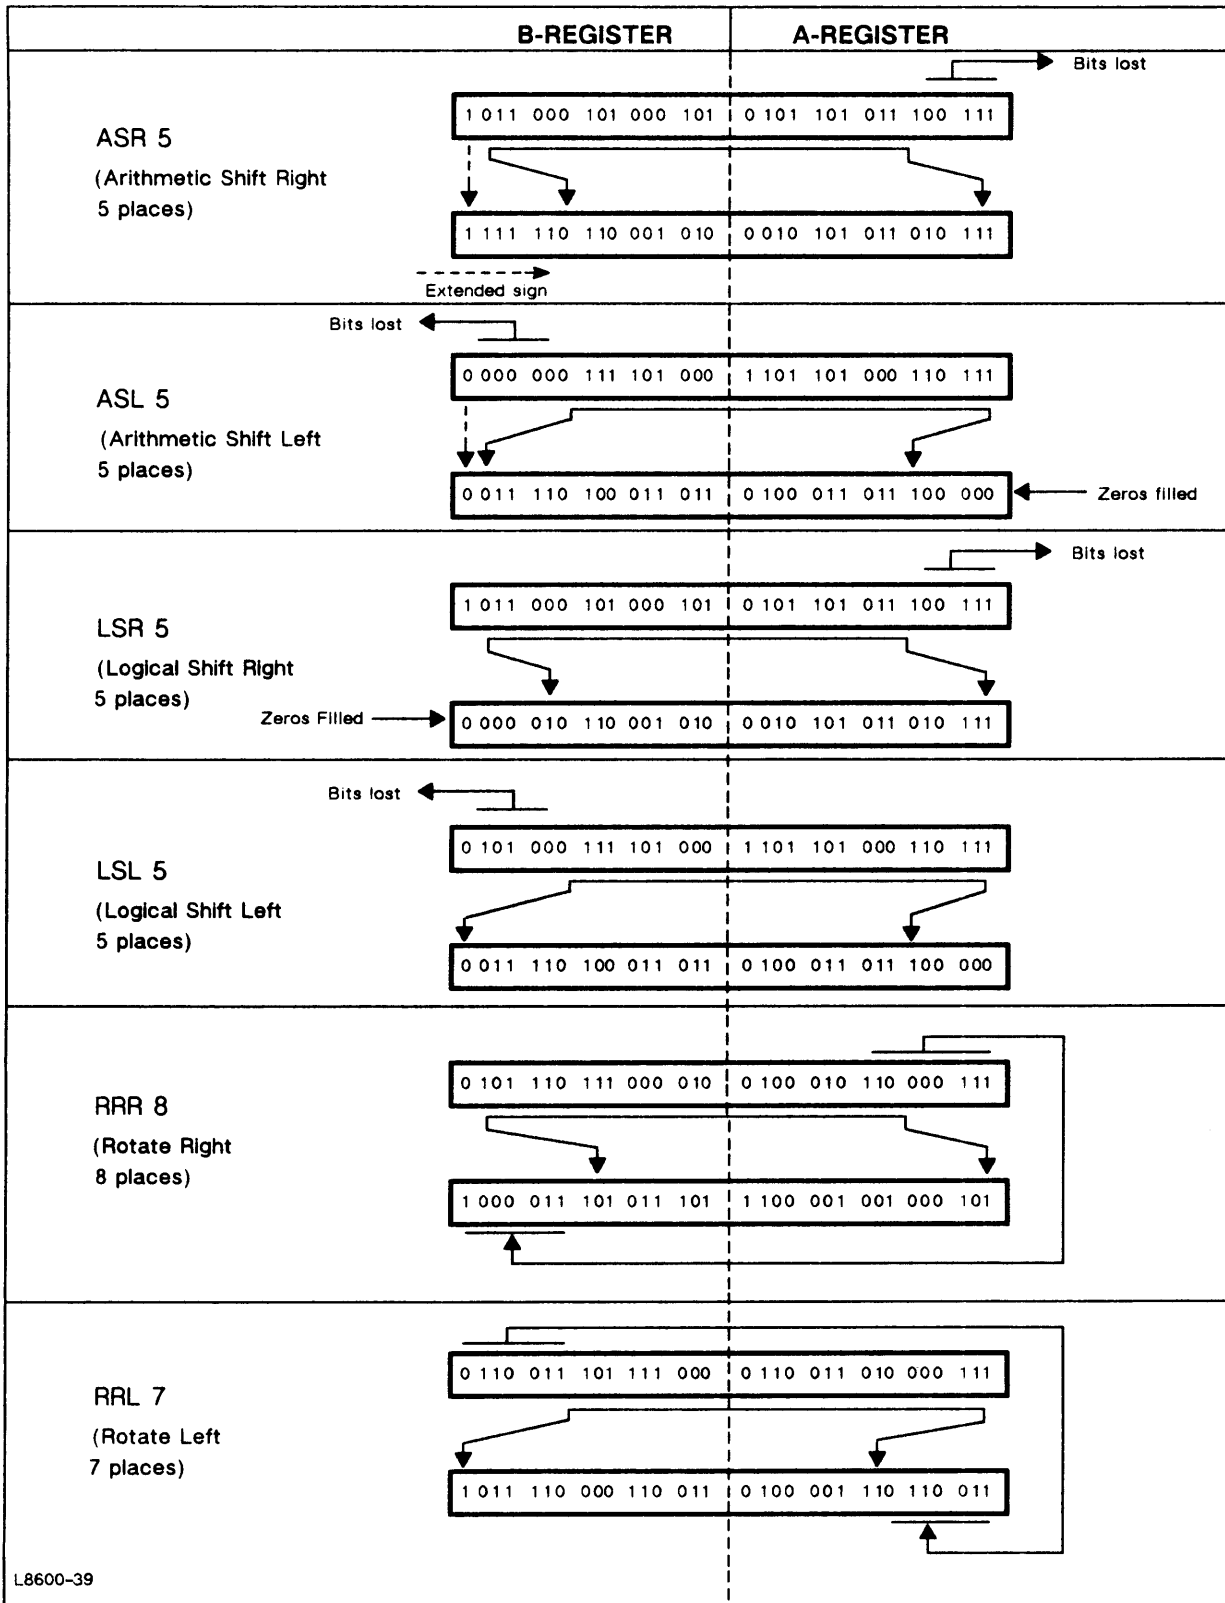 B-REGISTER A-REGISTER
Bits lost
1 011 000 101 000 101 0 101 101 011 100 111
ASR 5
(Arithmetic Shift Right
5 places)
1 111 110 110 001 010 0 010 101 011 010 111
Extended sign
Bits lost
0 000 000 111 101 000 1 101 101 000 110 111
ASL 5
(Arithmetic Shift Left
5 places)
0 011 110 100 011 011 0 100 011 011 100 000 Zeros filled
Bits lost
1 011 000 101 000 101 0 101 101 011 100 111
LSR 5
(Logical Shift Right
5 places)
Zeros Filled 0 000 010 110 001 010 0 010 101 011 010 111
Bits lost
0 101 000 111 101 000 1 101 101 000 110 111
LSL 5
(Logical Shift Left
5 places)
0 011 110 100 011 011 0 100 011 011 100 000
0 101 110 111 000 010 0 100 010 110 000 111
RRR 8
(Rotate Right
8 places)
1 000 011 101 011 101 1 100 001 001 000 101
0 110 011 101 111 000 0 110 011 010 000 111
RRL 7
(Rotate Left
7 places)
1 011 110 000 110 011 0 100 001 110 110 011
L8600-39